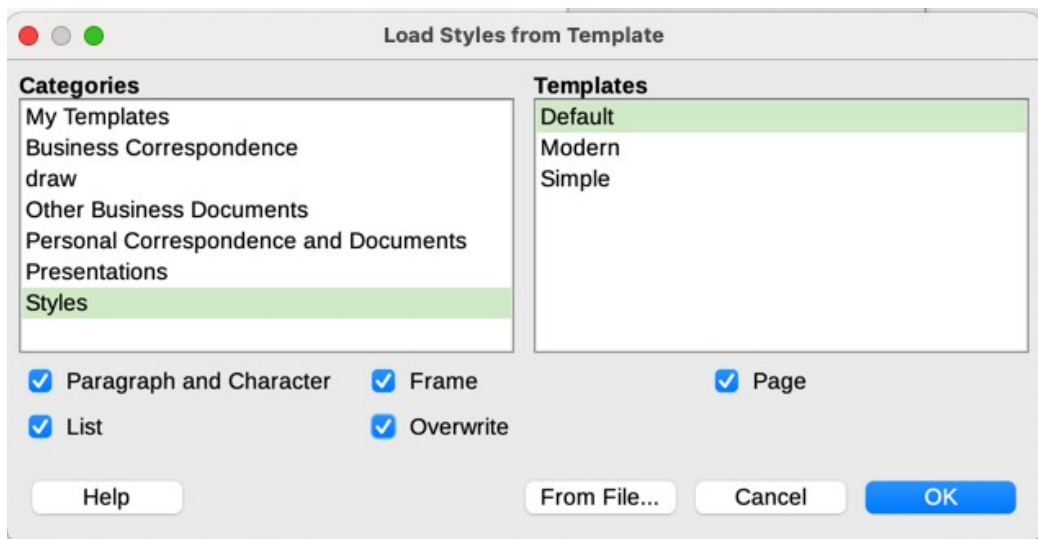 Load Styles from Template
Categories
My Templates
Business Correspondence
draw
Other Business Documents
Personal Correspondence and Documents
Presentations
Styles
Templates
Default
Modern
Simple
Paragraph and Character
Frame
Page
List
Overwrite
Help
From File...
Cancel
OK